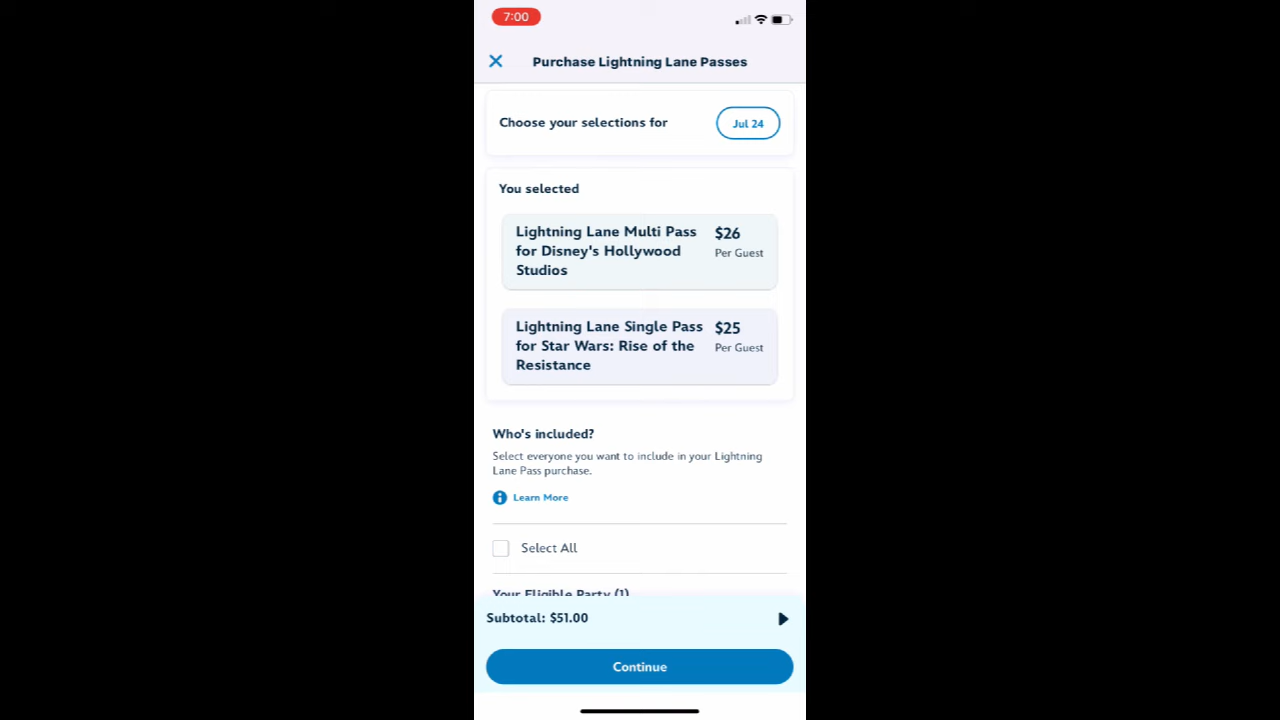 7:00
Purchase Lightning Lane Passes
Choose your selections for
Jul 24
You selected
Lightning Lane Multi Pass
for Disney's Hollywood
Studios
$26
Per Guest
Lightning Lane Single Pass
for Star Wars: Rise of the
Resistance
$25
Per Guest
Who's included?
Select everyone you want to include in your Lightning
Lane Pass purchase.
Learn More
Select All
Your Eligible Party (1)
Subtotal: $51.00
Continue